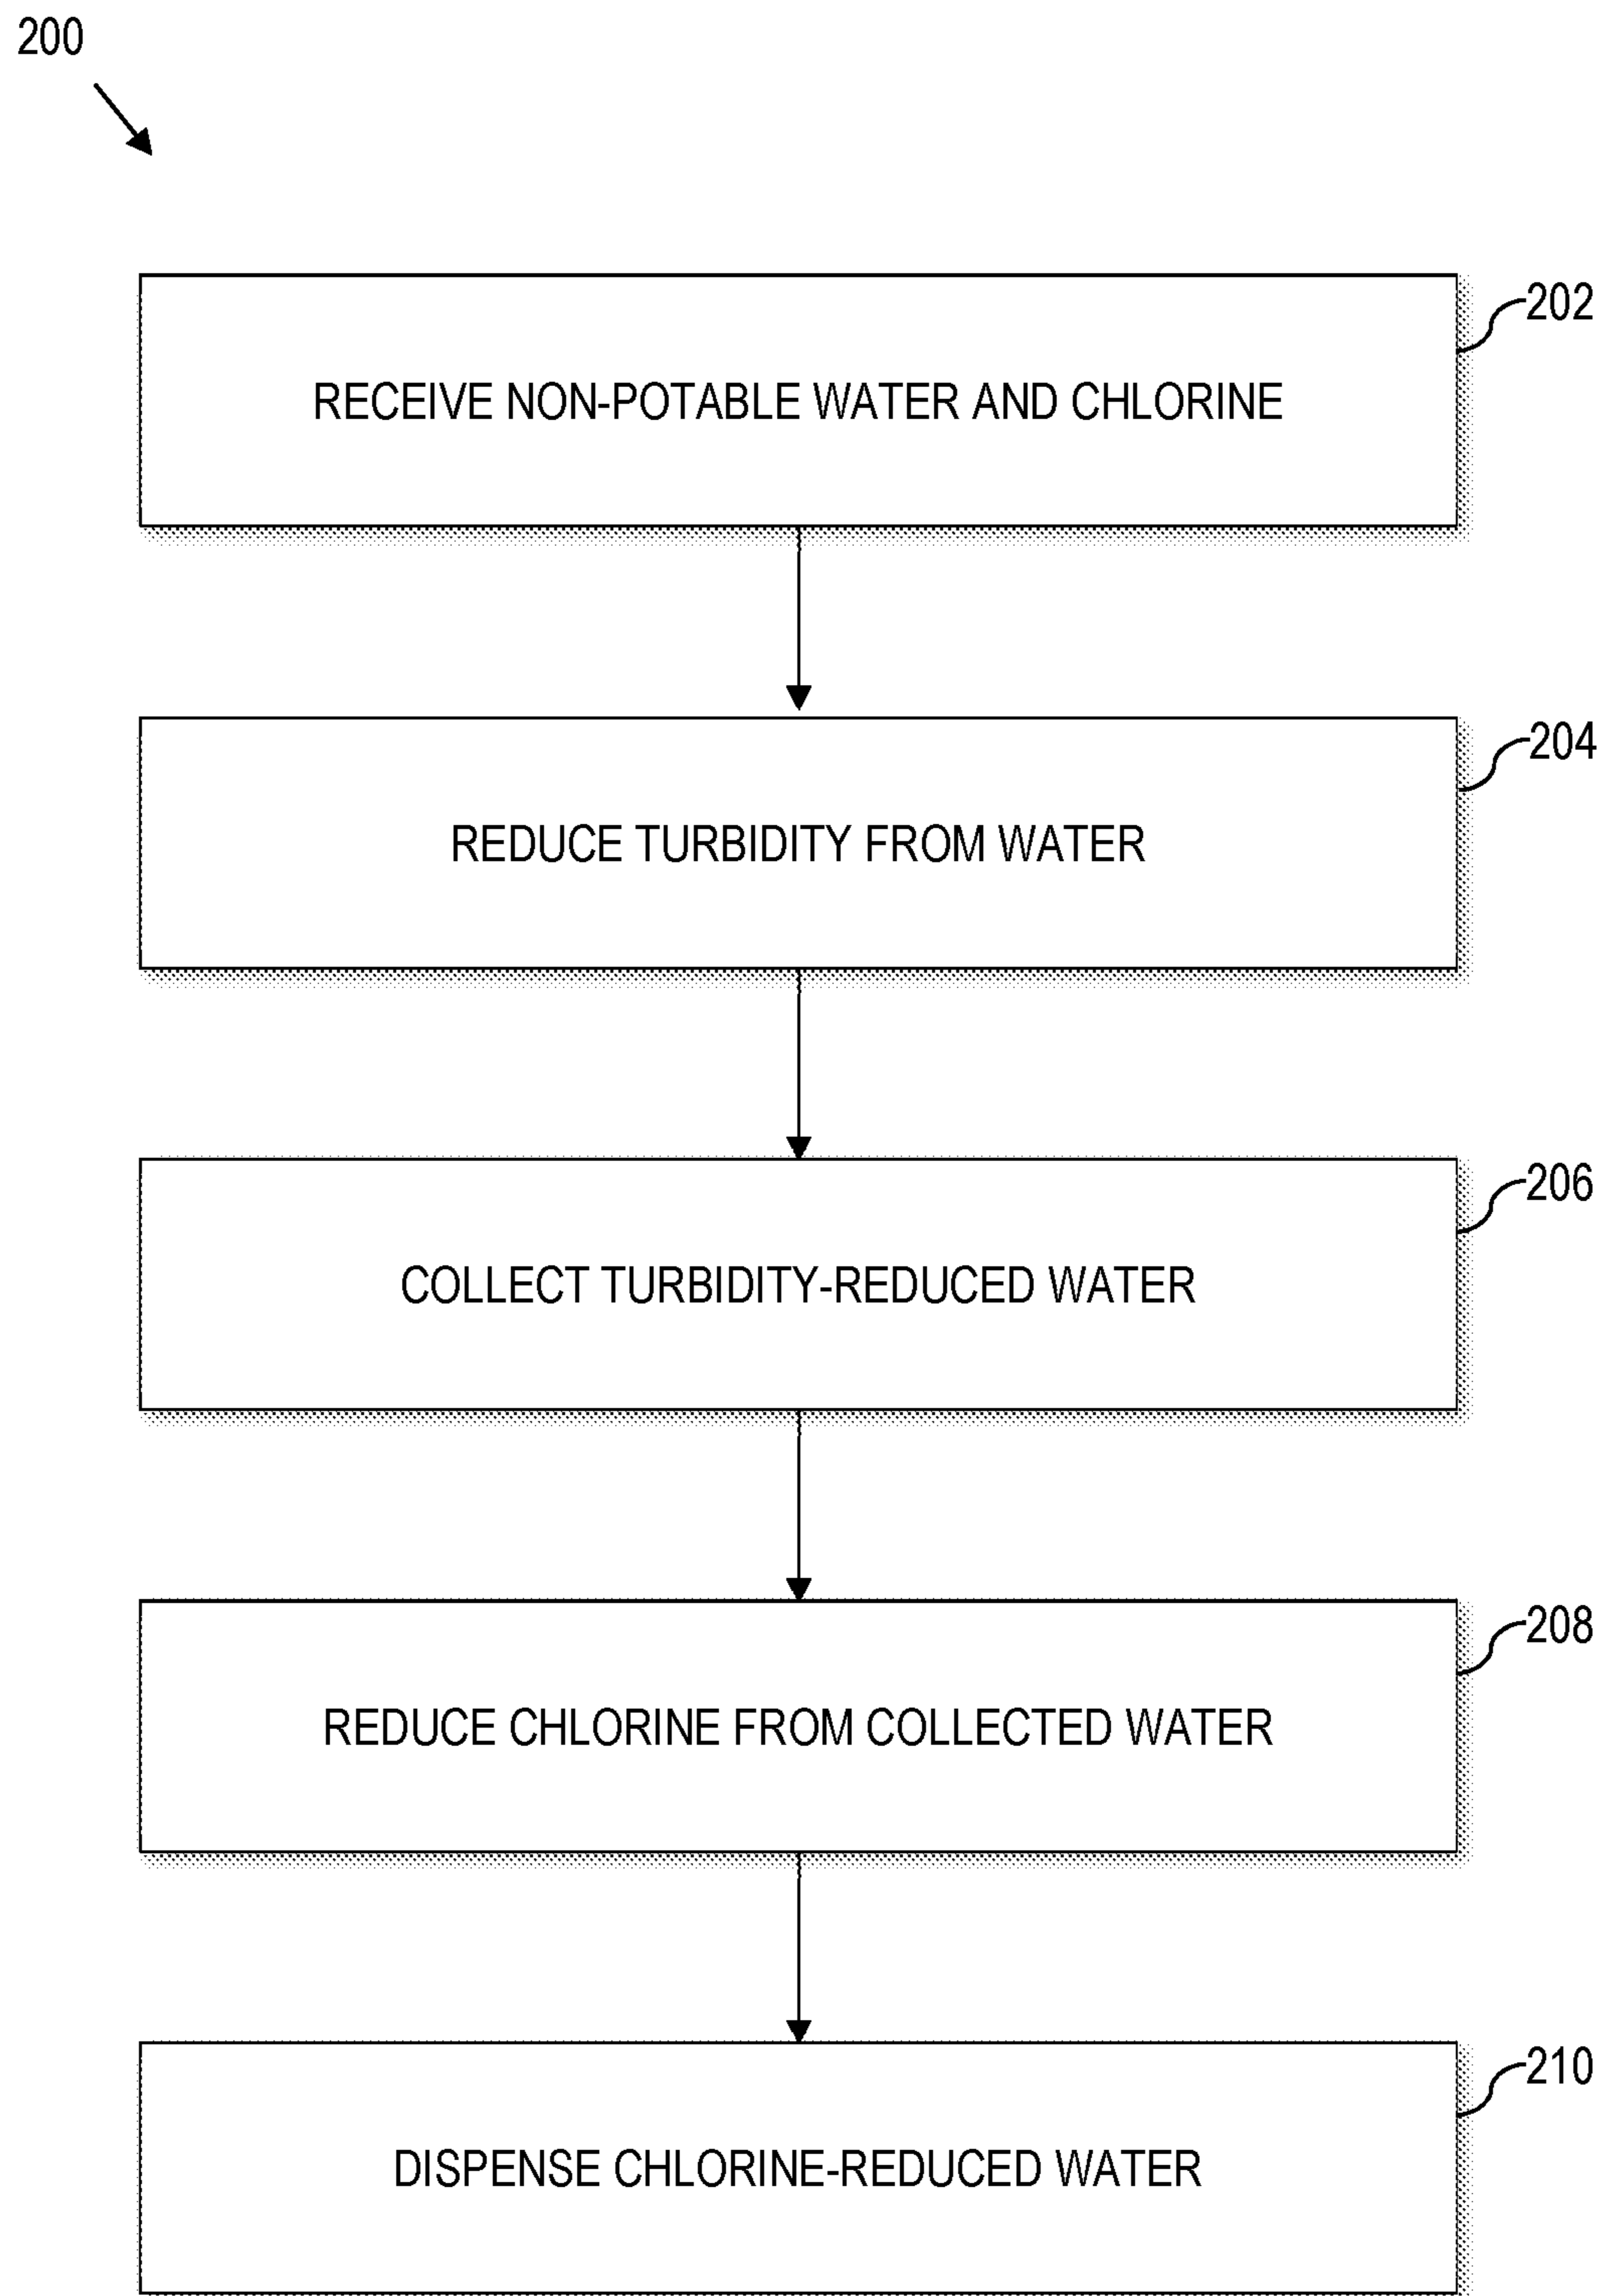 200
202
RECEIVE NON-POTABLE WATER AND CHLORINE
204
REDUCE TURBIDITY FROM WATER
206
COLLECT TURBIDITY-REDUCED WATER
208
REDUCE CHLORINE FROM COLLECTED WATER
210
DISPENSE CHLORINE-REDUCED WATER